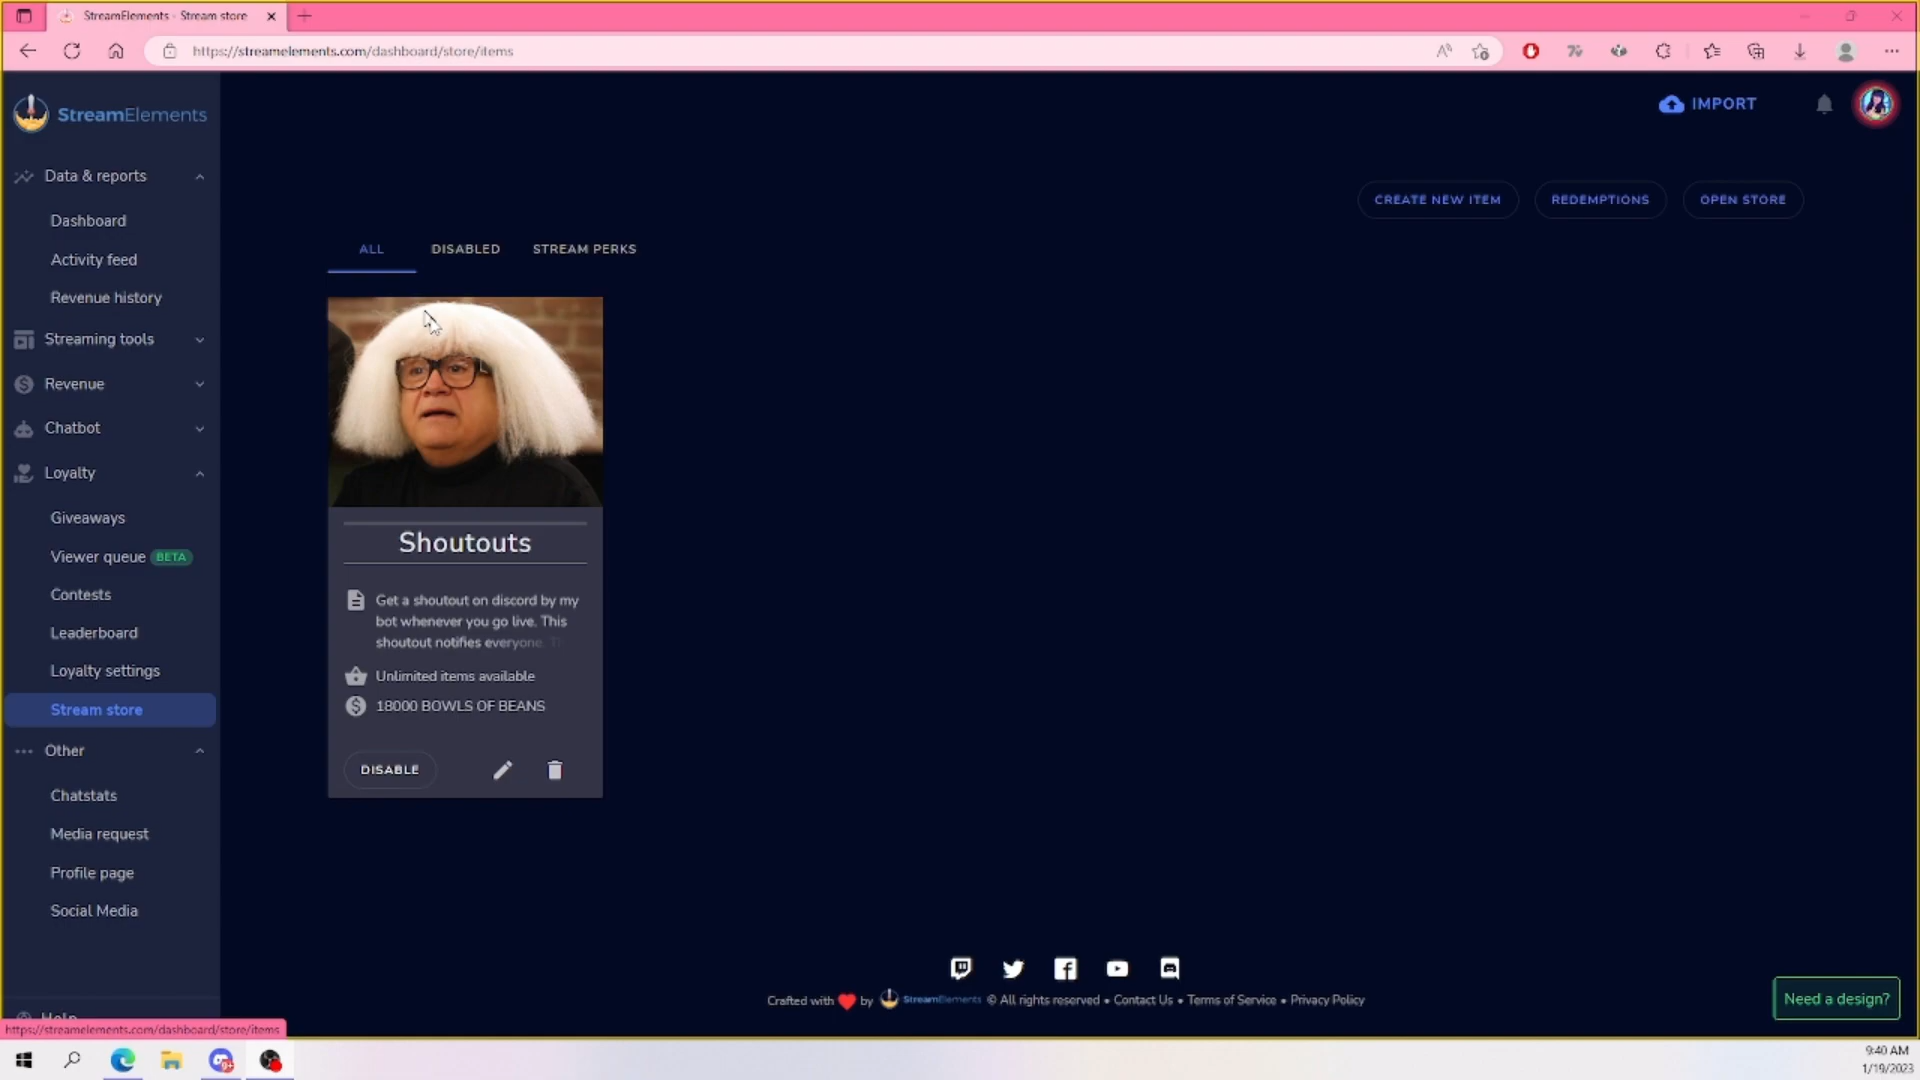 StreamElements - Stream store
https://streamelements.com/dashboard/store/items
StreamElements
IMPORT
Data & reports
Dashboard
Activity feed
Revenue history
Streaming tools
Revenue
Chatbot
Loyalty
Giveaways
Viewer queue BETA
Contests
Leaderboard
Loyalty settings
Stream store
Other
Chatstats
Media request
Profile page
Social Media
Help
CREATE NEW ITEM
REDEMPTIONS
OPEN STORE
ALL
DISABLED
STREAM PERKS
Shoutouts
Get a shoutout on discord by my
bot whenever you go live. This
shoutout notifies everyone.
Unlimited items available
18000 BOWLS OF BEANS
DISABLE
Crafted with by StreamElements © All rights reserved • Contact Us • Terms of Service • Privacy Policy
Need a design?
https://streamelements.com/dashboard/store/items
9:40 AM
1/19/2023